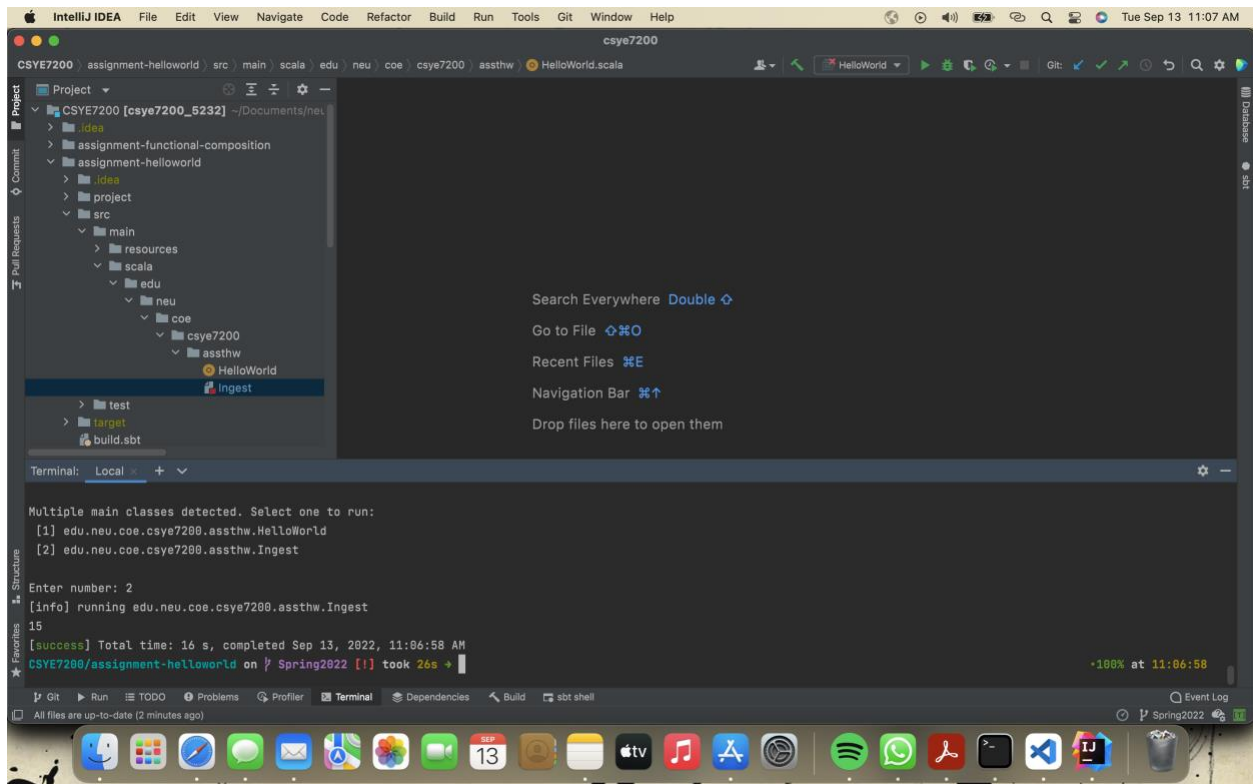 IntelliJ IDEA File Edit View Navigate Code Refactor Build Run Tools Git Window Help Tue Sep 13 11:07 AM
csye7200
CSYE7200 assignment-helloworld src main scala edu neu coe csye7200 assthw HelloWorld.scala HelloWorld Git:
Project
Project
Commit
Pull Requests
Structure
Favorites
Database
sbt
CSYE7200 [csye7200_5232] ~/Documents/neu
.idea
assignment-functional-composition
assignment-helloworld
.idea
project
src
main
resources
scala
edu
neu
coe
csye7200
assthw
HelloWorld
Ingest
test
target
build.sbt
Search Everywhere Double ⇧
Go to File ⇧⌘O
Recent Files ⌘E
Navigation Bar ⌘↑
Drop files here to open them
Terminal: Local × +
Multiple main classes detected. Select one to run:
[1] edu.neu.coe.csye7200.assthw.HelloWorld
[2] edu.neu.coe.csye7200.assthw.Ingest
Enter number: 2
[info] running edu.neu.coe.csye7200.assthw.Ingest
15
[success] Total time: 16 s, completed Sep 13, 2022, 11:06:58 AM
CSYE7200/assignment-helloworld on Spring2022 [!] took 26s → •100% at 11:06:58
Git Run TODO Problems Profiler Terminal Dependencies Build sbt shell Event Log
All files are up-to-date (2 minutes ago) Spring2022
SEP
13
tv
IJ